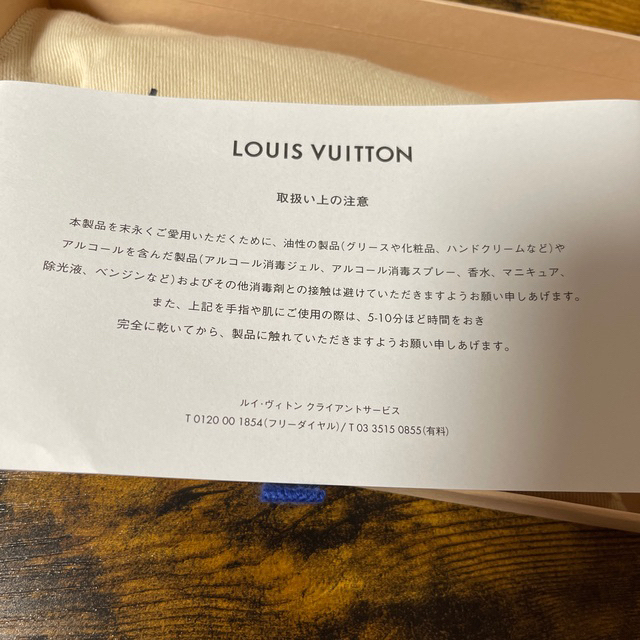 LOUIS VUITTON
取扱い上の注意
本製品を末永くご愛用いただくために、油性の製品(グリースや化粧品、ハンドクリームなど)や
アルコールを含んだ製品(アルコール消毒ジェル、アルコール消毒スプレー、香水、マニキュア、
除光液、ベンジンなど)およびその他消毒剤との接触は避けていただきますようお願い申しあげます。
また、上記を手指や肌にご使用の際は、5-10分ほど時間をおき
完全に乾いてから、製品に触れていただきますようお願い申しあげます。
ルイ·ヴィトン クライアントサービス
T 0120 00 1854(フリーダイヤル)/T 03 3515 0855(有料)